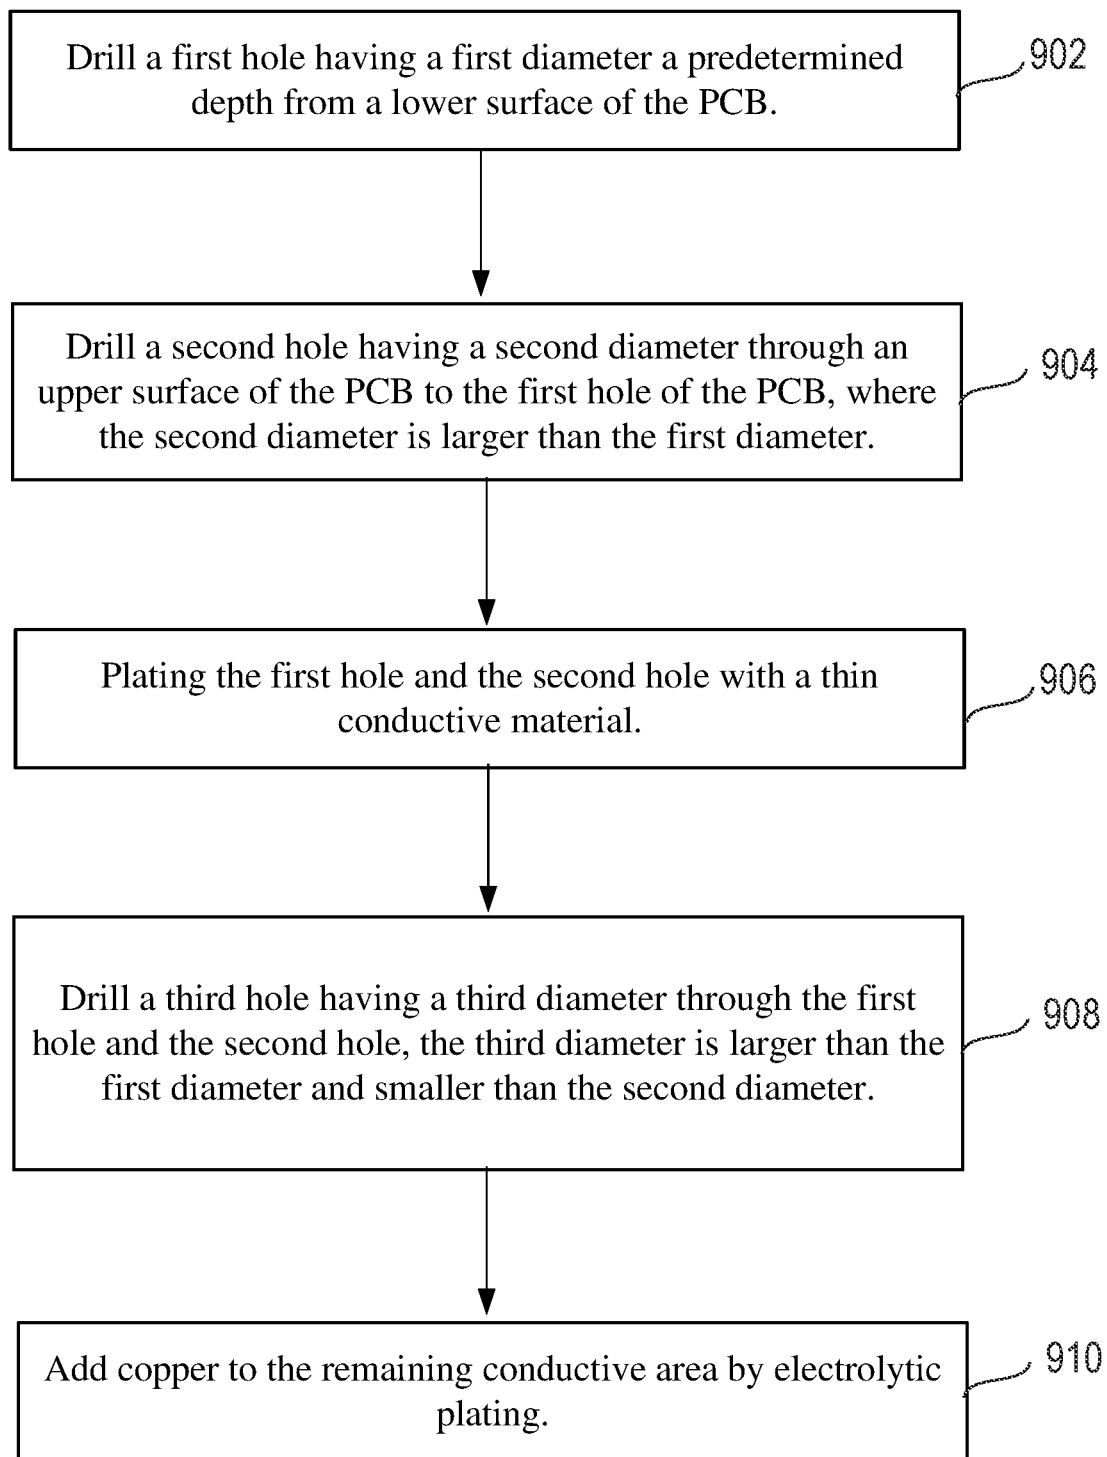 Drill a first hole having a first diameter a predetermined
depth from a lower surface of the PCB.
902
Drill a second hole having a second diameter through an
upper surface of the PCB to the first hole of the PCB, where
the second diameter is larger than the first diameter.
904
Plating the first hole and the second hole with a thin
conductive material.
906
Drill a third hole having a third diameter through the first
hole and the second hole, the third diameter is larger than the
first diameter and smaller than the second diameter.
908
Add copper to the remaining conductive area by electrolytic
plating.
910